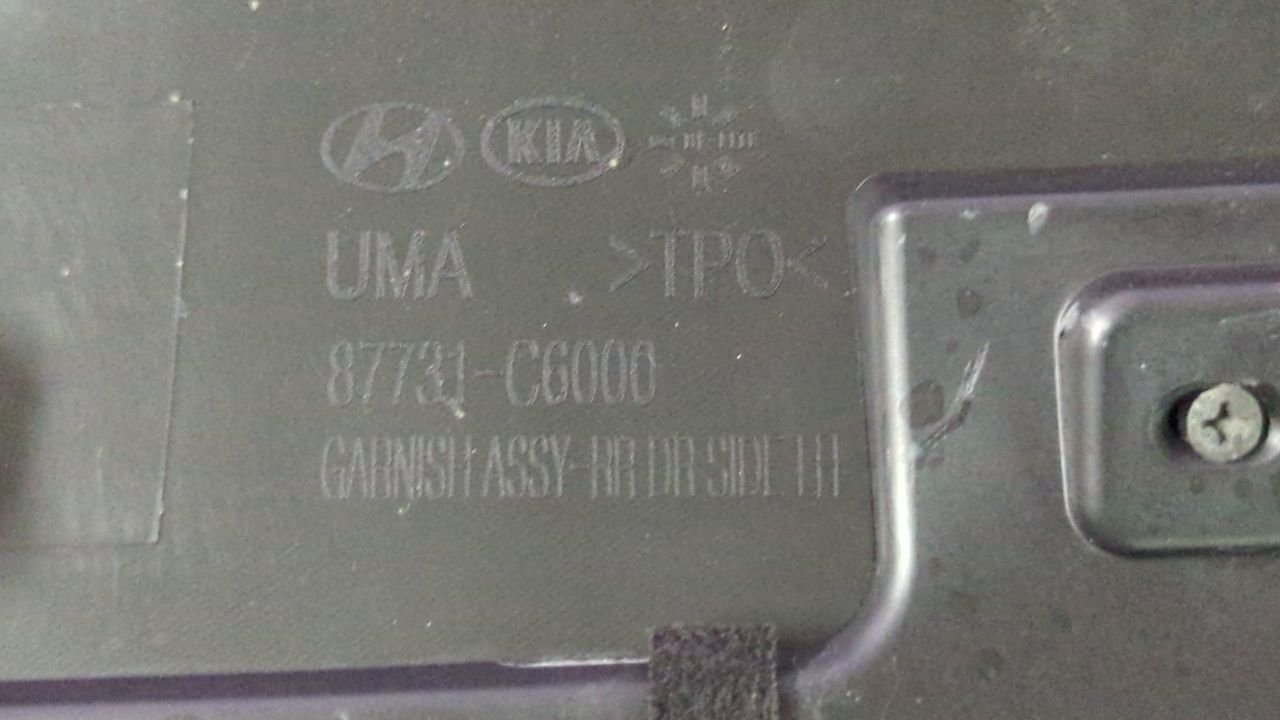 KIA
UMA >TPO<
87731-C6000
GARNISH ASSY-RR DR SIDE LH